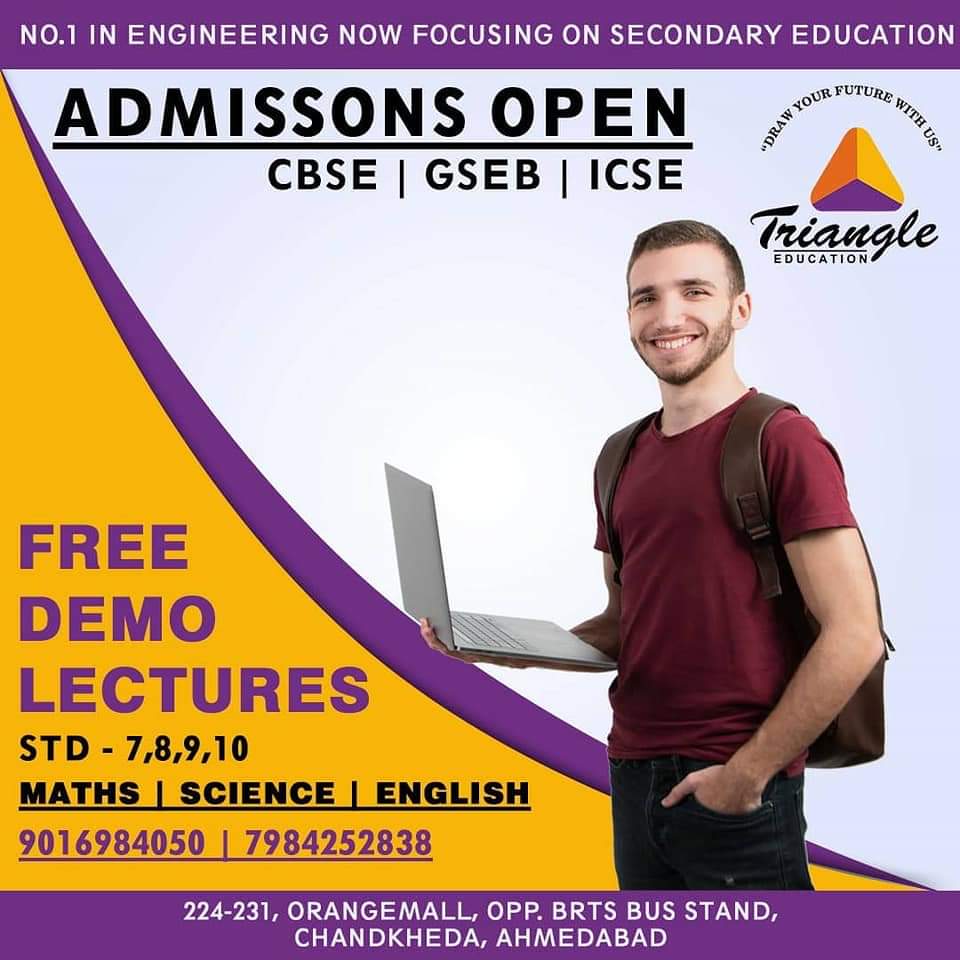 NO.1 IN ENGINEERING NOW FOCUSING ON SECONDARY EDUCATION
ADMISSONS OPEN
CBSE | GSEB | ICSE
"DRAW YOUR FUTURE WITH US"
Triangle
EDUCATION
FREE
DEMO
LECTURES
STD - 7,8,9,10
MATHS | SCIENCE | ENGLISH
9016984050 | 7984252838
224-231, ORANGEMALL, OPP. BRTS BUS STAND,
CHANDKHEDA, AHMEDABAD